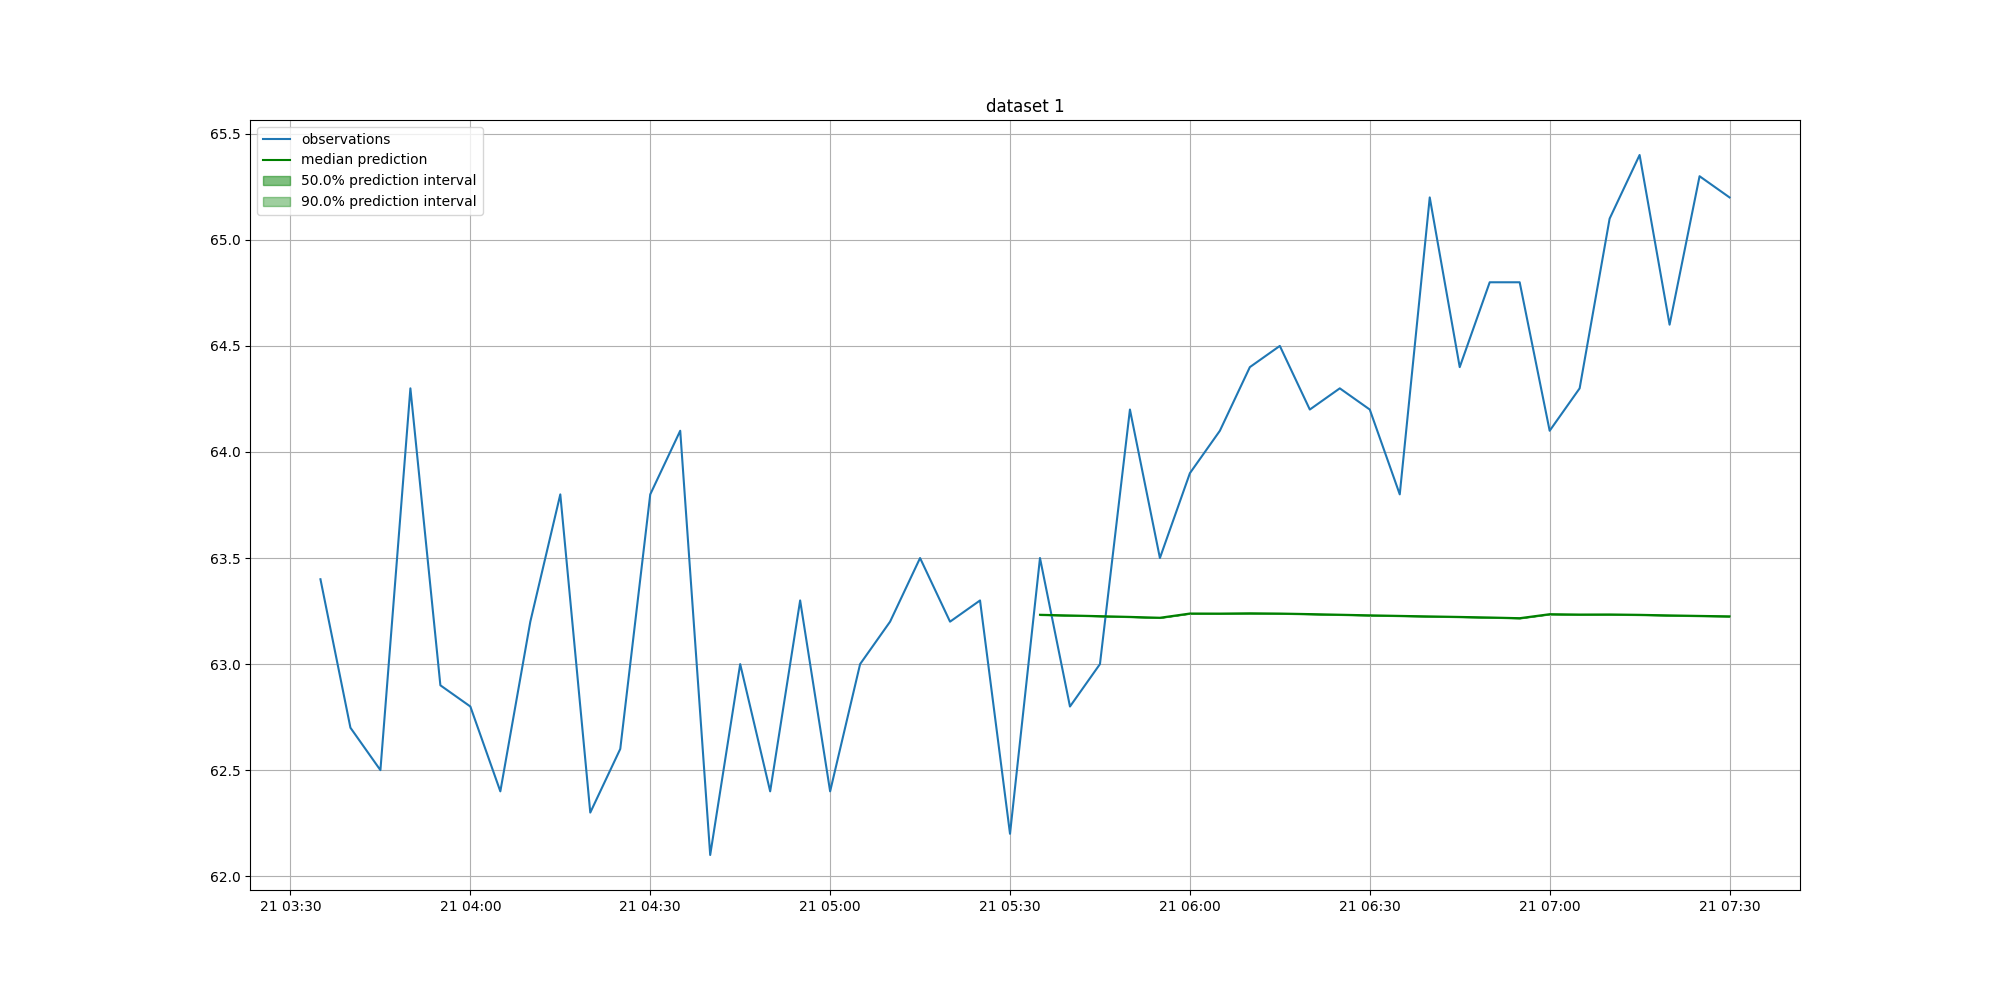 dataset 1
observations
median prediction
50.0% prediction interval
90.0% prediction interval
65.5
65.0
64.5
64.0
63.5
63.0
62.5
62.0
21 03:30 21 04:00 21 04:30 21 05:00 21 05:30 21 06:00 21 06:30 21 07:00 21 07:30